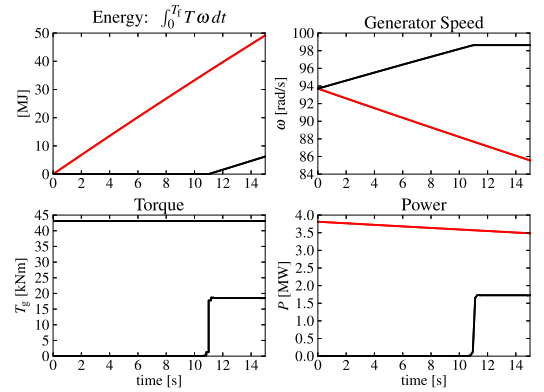 Energy: ∫₀^{T_f} T ω dt
Generator Speed
[MJ]
50
40
30
20
10
0
0 2 4 6 8 10 12 14
ω [rad/s]
100
98
96
94
92
90
88
86
84
0 2 4 6 8 10 12 14
Torque
Power
T_g [kNm]
45
40
35
30
25
20
15
10
5
0
0 2 4 6 8 10 12 14
time [s]
P [MW]
4.0
3.5
3.0
2.5
2.0
1.5
1.0
0.5
0.0
0 2 4 6 8 10 12 14
time [s]